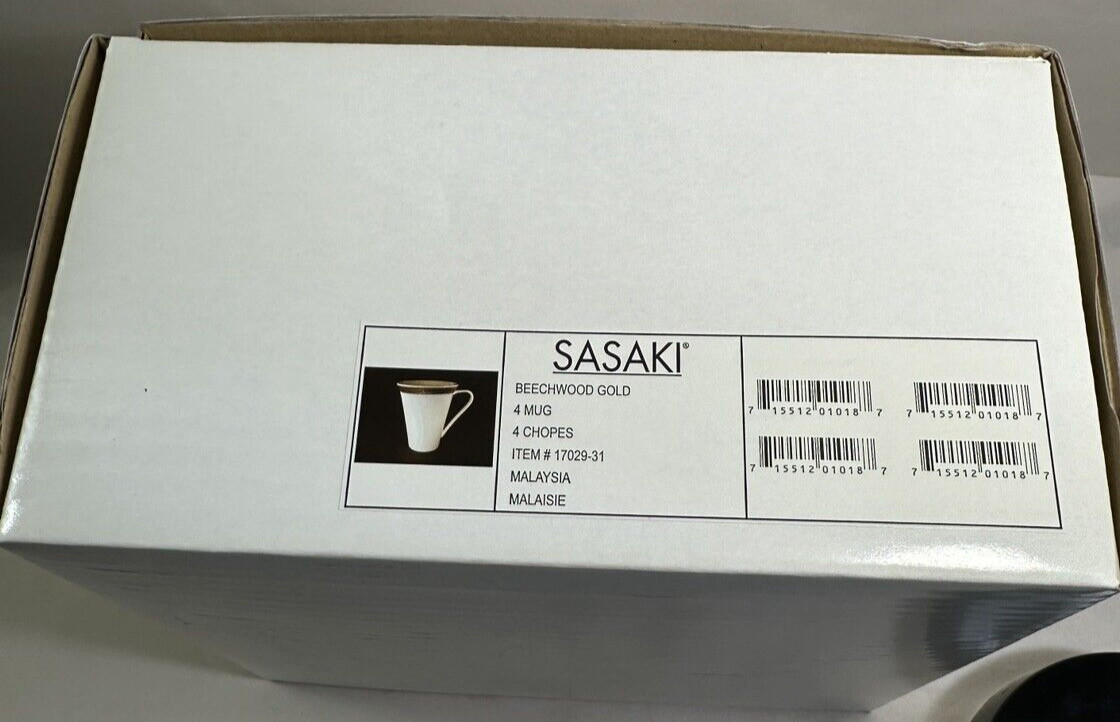 SASAKI®
BEECHWOOD GOLD
4 MUG
4 CHOPES
ITEM # 17029-31
MALAYSIA
MALAISIE
7 15512 01018 7
7 15512 01018 7
7 15512 01018 7
7 15512 01018 7